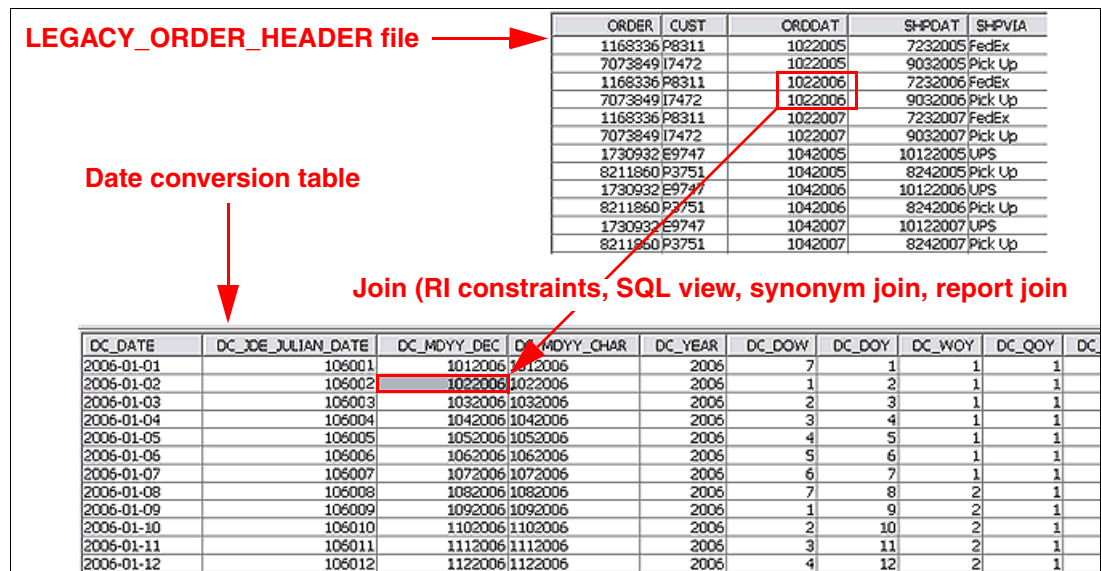 LEGACY_ORDER_HEADER file
ORDER CUST ORDDAT SHPDAT SHPVIA
1168336 P8311 1022005 7232005 FedEx
7073849 I7472 1022005 9032005 Pick Up
1168336 P8311 1022006 7232006 FedEx
7073849 I7472 1022006 9032006 Pick Up
1168336 P8311 1022007 7232007 FedEx
7073849 I7472 1022007 9032007 Pick Up
1730932 E9747 1042005 10122005 UPS
8211860 P3751 1042005 8242005 Pick Up
1730932 E9747 1042006 10122006 UPS
8211860 P3751 1042006 8242006 Pick Up
1730932 E9747 1042007 10122007 UPS
8211860 P3751 1042007 8242007 Pick Up
Date conversion table
Join (RI constraints, SQL view, synonym join, report join
DC_DATE DC_JDE_JULIAN_DATE DC_MDYY_DEC DC_MDYY_CHAR DC_YEAR DC_DOW DC_DOY DC_WOY DC_QOY DC_
2006-01-01 106001 1012006 1012006 2006 7 1 1 1
2006-01-02 106002 1022006 1022006 2006 1 2 1 1
2006-01-03 106003 1032006 1032006 2006 2 3 1 1
2006-01-04 106004 1042006 1042006 2006 3 4 1 1
2006-01-05 106005 1052006 1052006 2006 4 5 1 1
2006-01-06 106006 1062006 1062006 2006 5 6 1 1
2006-01-07 106007 1072006 1072006 2006 6 7 1 1
2006-01-08 106008 1082006 1082006 2006 7 8 2 1
2006-01-09 106009 1092006 1092006 2006 1 9 2 1
2006-01-10 106010 1102006 1102006 2006 2 10 2 1
2006-01-11 106011 1112006 1112006 2006 3 11 2 1
2006-01-12 106012 1122006 1122006 2006 4 12 2 1